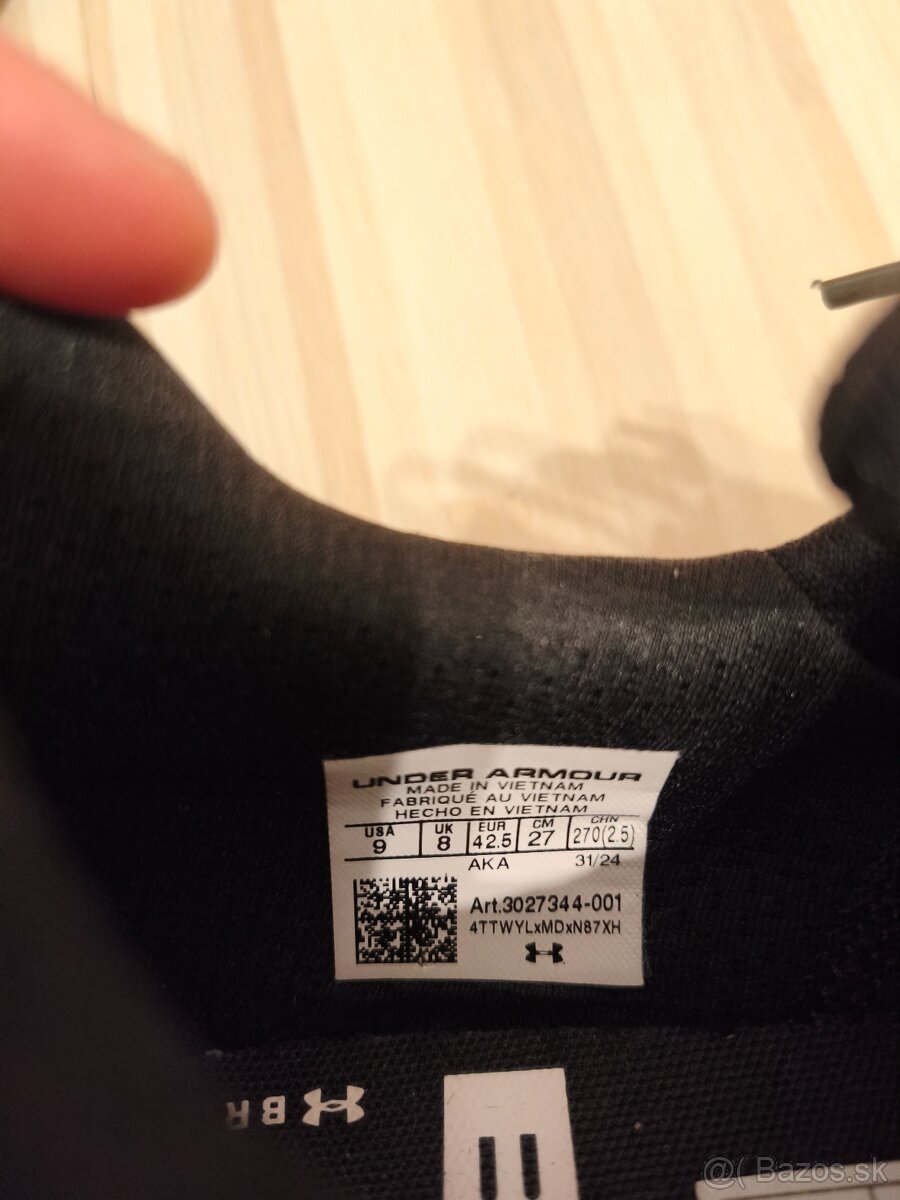 UNDER ARMOUR
MADE IN VIETNAM
FABRIQUÉ AU VIETNAM
HECHO EN VIETNAM
USA UK EUR CM CHN
9 8 42.5 27 270(2.5)
AKA 31/24
Art.3027344-001
4TTWYLxMDxN87XH
BR
@( Bazos.sk